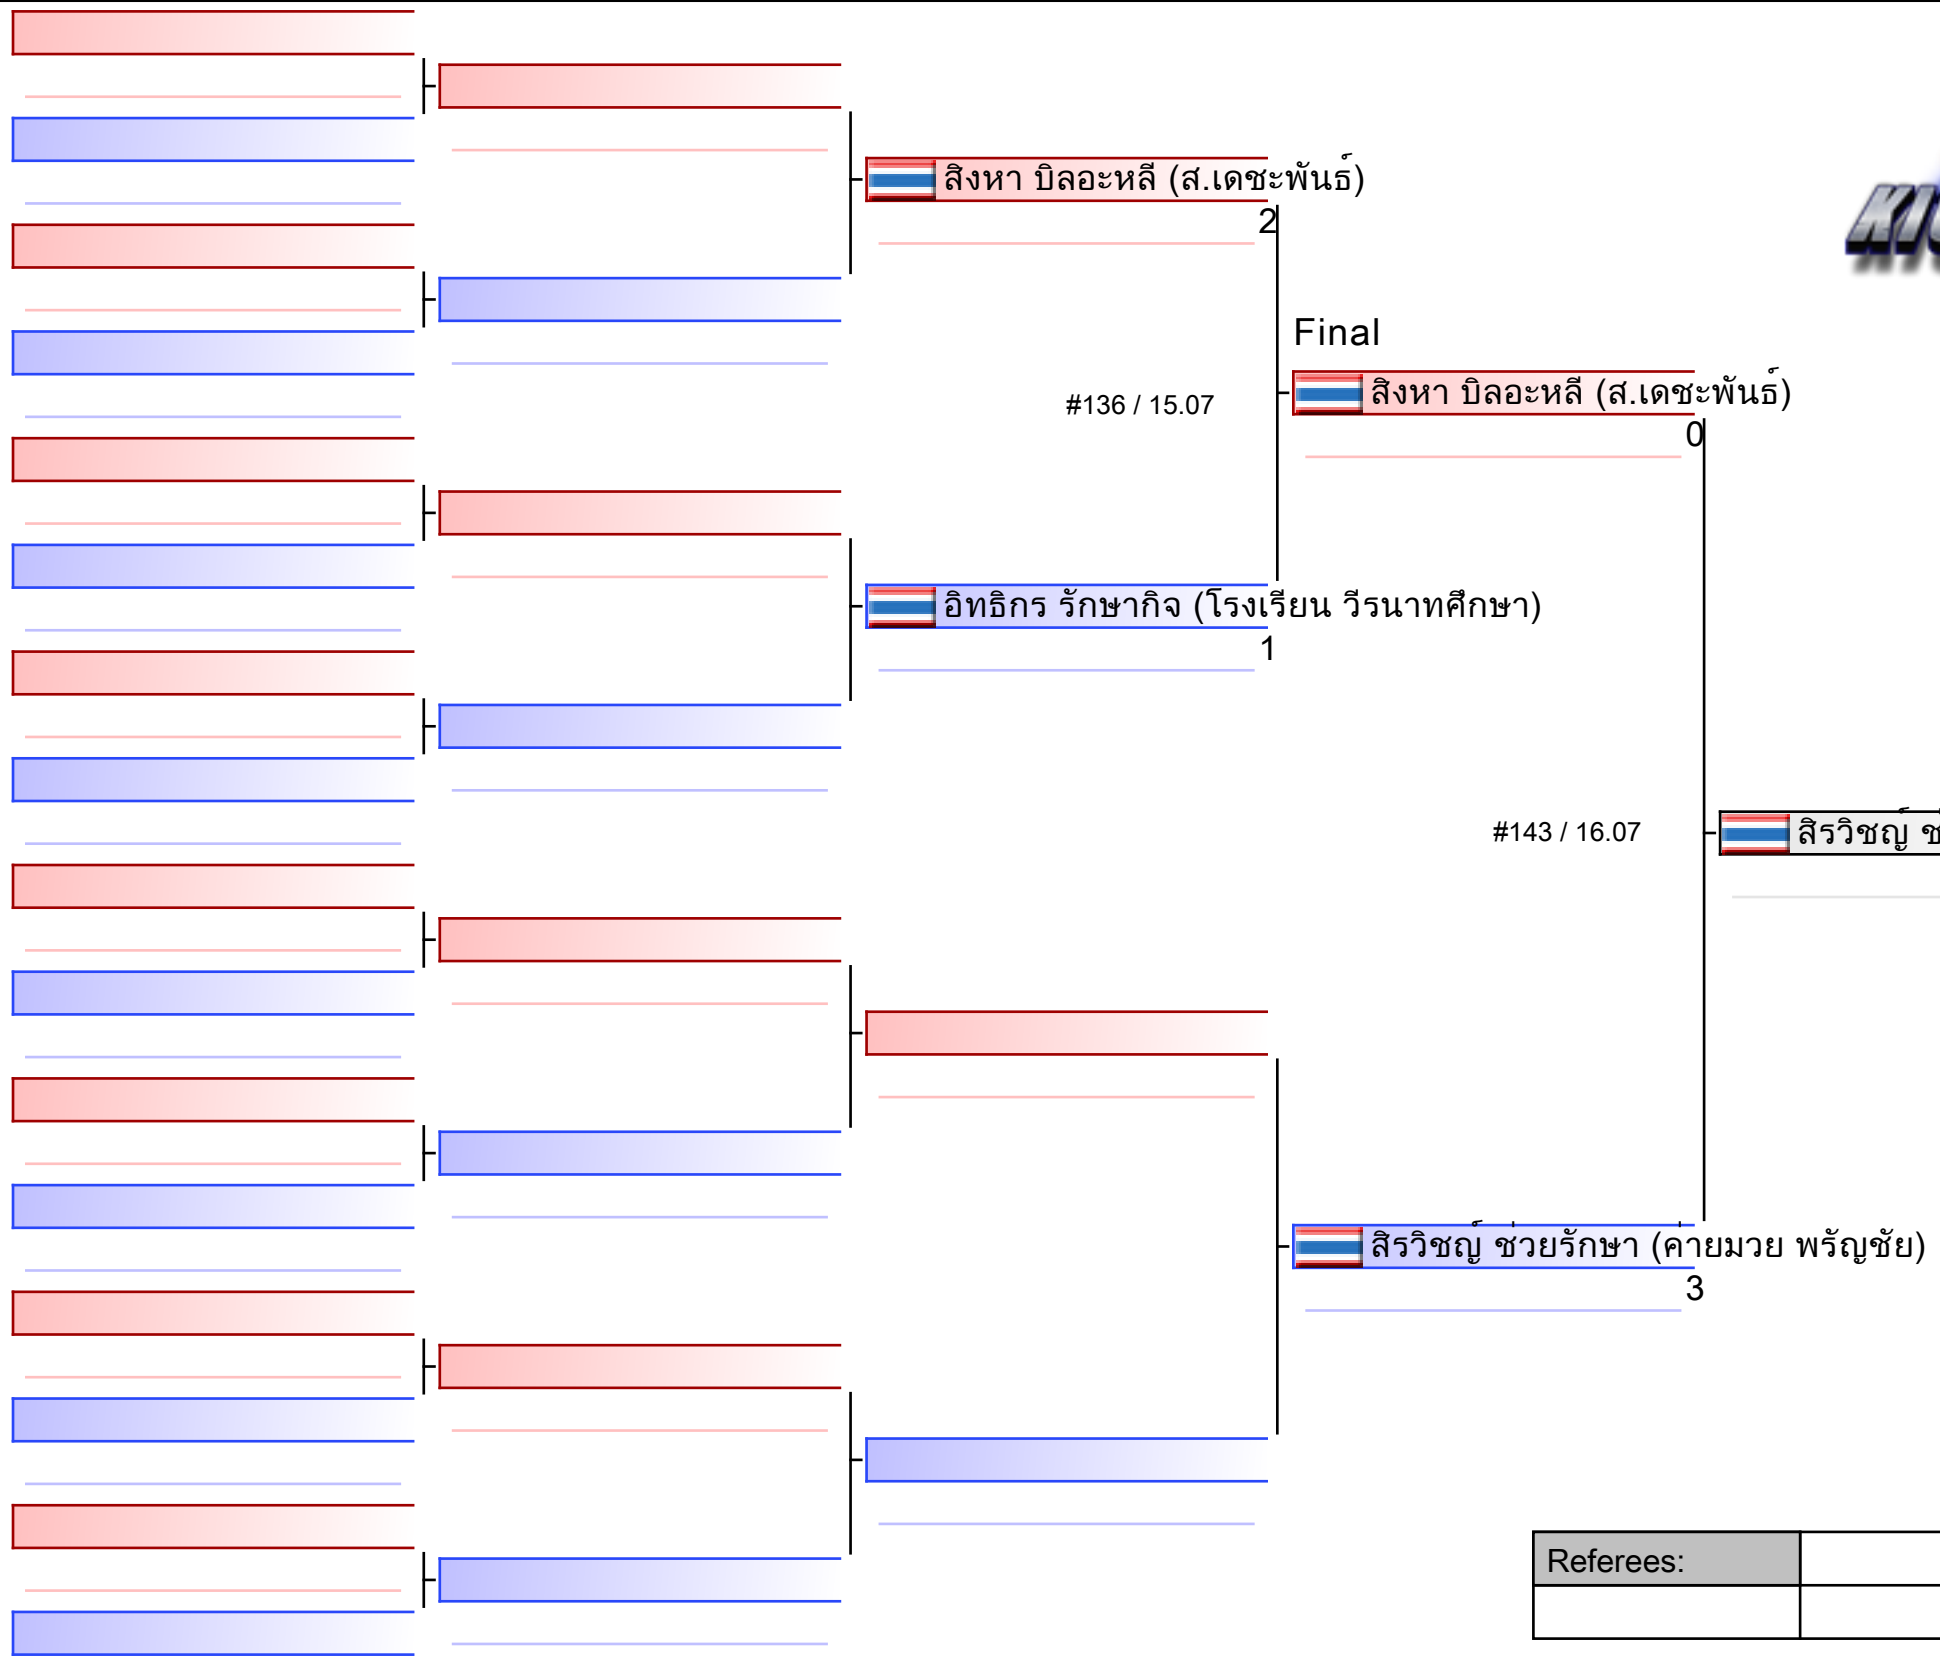 สิงหา บิลอะหลี (ส.เดชะพันธ์)
2
Final
สิงหา บิลอะหลี (ส.เดชะพันธ์)
#136 / 15.07
0
อิทธิกร รักษากิจ (โรงเรียน วีรนาทศึกษา)
1
#143 / 16.07
สิรวิชญ์
สิรวิชญ์ ช่วยรักษา (ค่ายมวย พรัญชัย)
3
Referees: